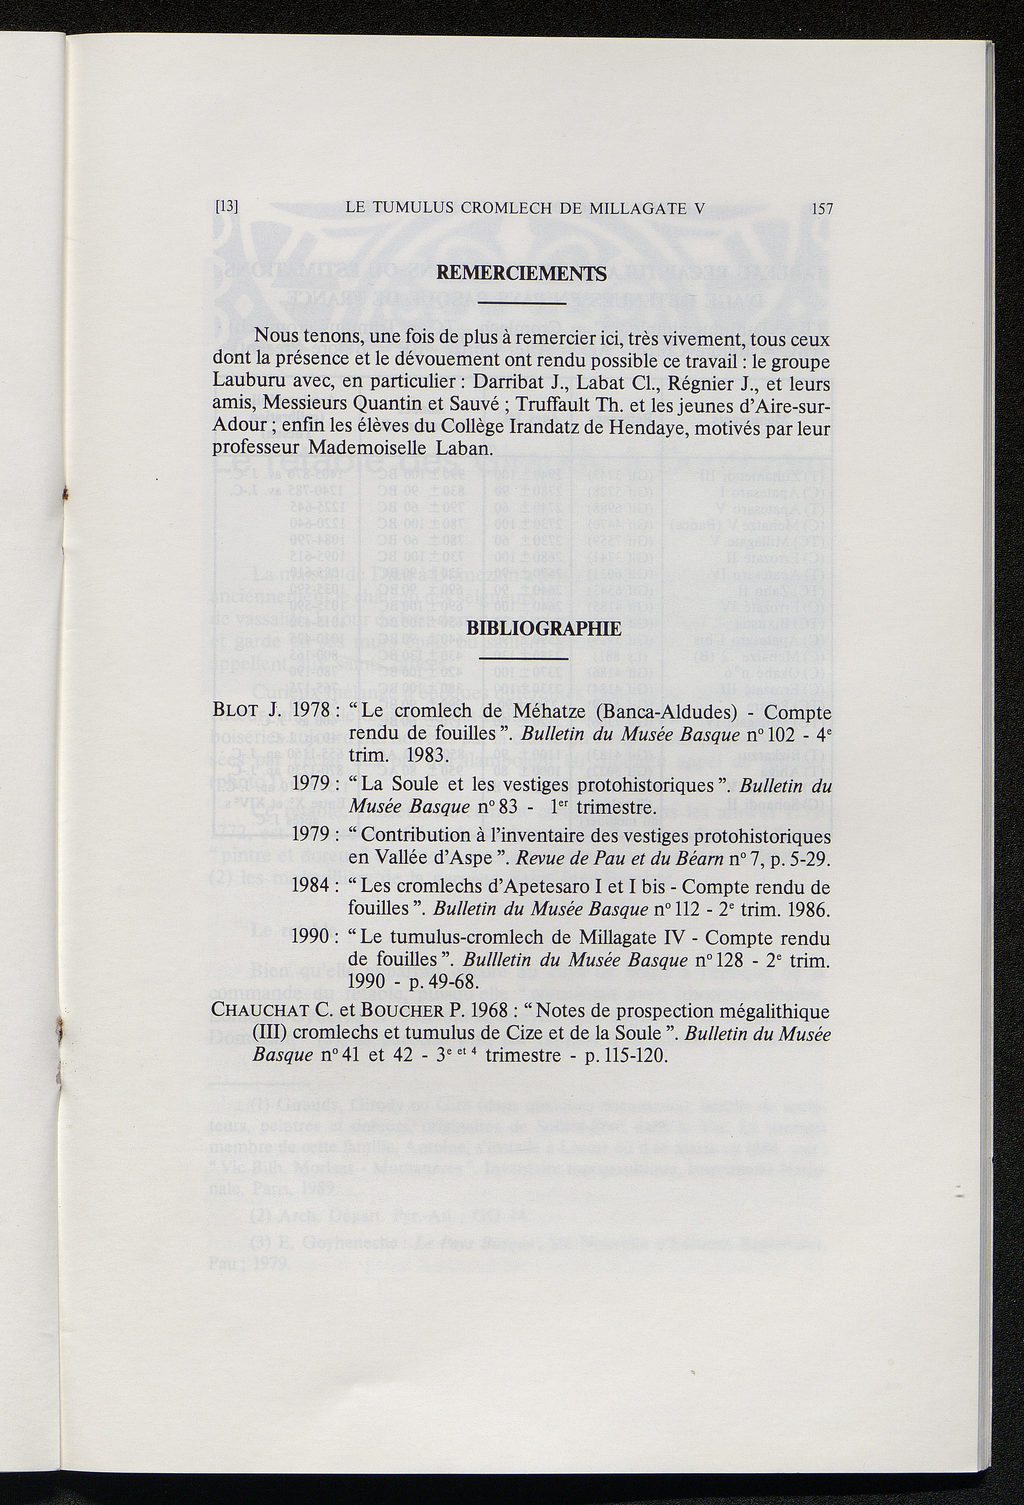 [13] LE TUMULUS CROMLECH DE MILLAGATE V 157
REMERCIEMENTS
Nous tenons, une fois de plus à remercier ici, très vivement, tous ceux
dont la présence et le dévouement ont rendu possible ce travail : le groupe
Lauburu avec, en particulier : Darribat J., Labat Cl., Régnier J., et leurs
amis, Messieurs Quantin et Sauvé ; Truffault Th. et les jeunes d'Aire-sur-
Adour ; enfin les élèves du Collège Irandatz de Hendaye, motivés par leur
professeur Mademoiselle Laban.
BIBLIOGRAPHIE
BLOT J. 1978 : “ Le cromlech de Méhatze (Banca-Aldudes) - Compte
rendu de fouilles ”. Bulletin du Musée Basque n° 102 - 4e
trim. 1983.
1979 : “ La Soule et les vestiges protohistoriques ”. Bulletin du
Musée Basque n° 83 - 1er trimestre.
1979 : “ Contribution à l'inventaire des vestiges protohistoriques
en Vallée d'Aspe ”. Revue de Pau et du Béarn n° 7, p. 5-29.
1984 : “ Les cromlechs d'Apetesaro I et I bis - Compte rendu de
fouilles ”. Bulletin du Musée Basque n° 112 - 2e trim. 1986.
1990 : “ Le tumulus-cromlech de Millagate IV - Compte rendu
de fouilles ”. Bullletin du Musée Basque n° 128 - 2e trim.
1990 - p. 49-68.
CHAUCHAT C. et BOUCHER P. 1968 : “ Notes de prospection mégalithique
(III) cromlechs et tumulus de Cize et de la Soule ”. Bulletin du Musée
Basque n° 41 et 42 - 3e et 4 trimestre - p. 115-120.